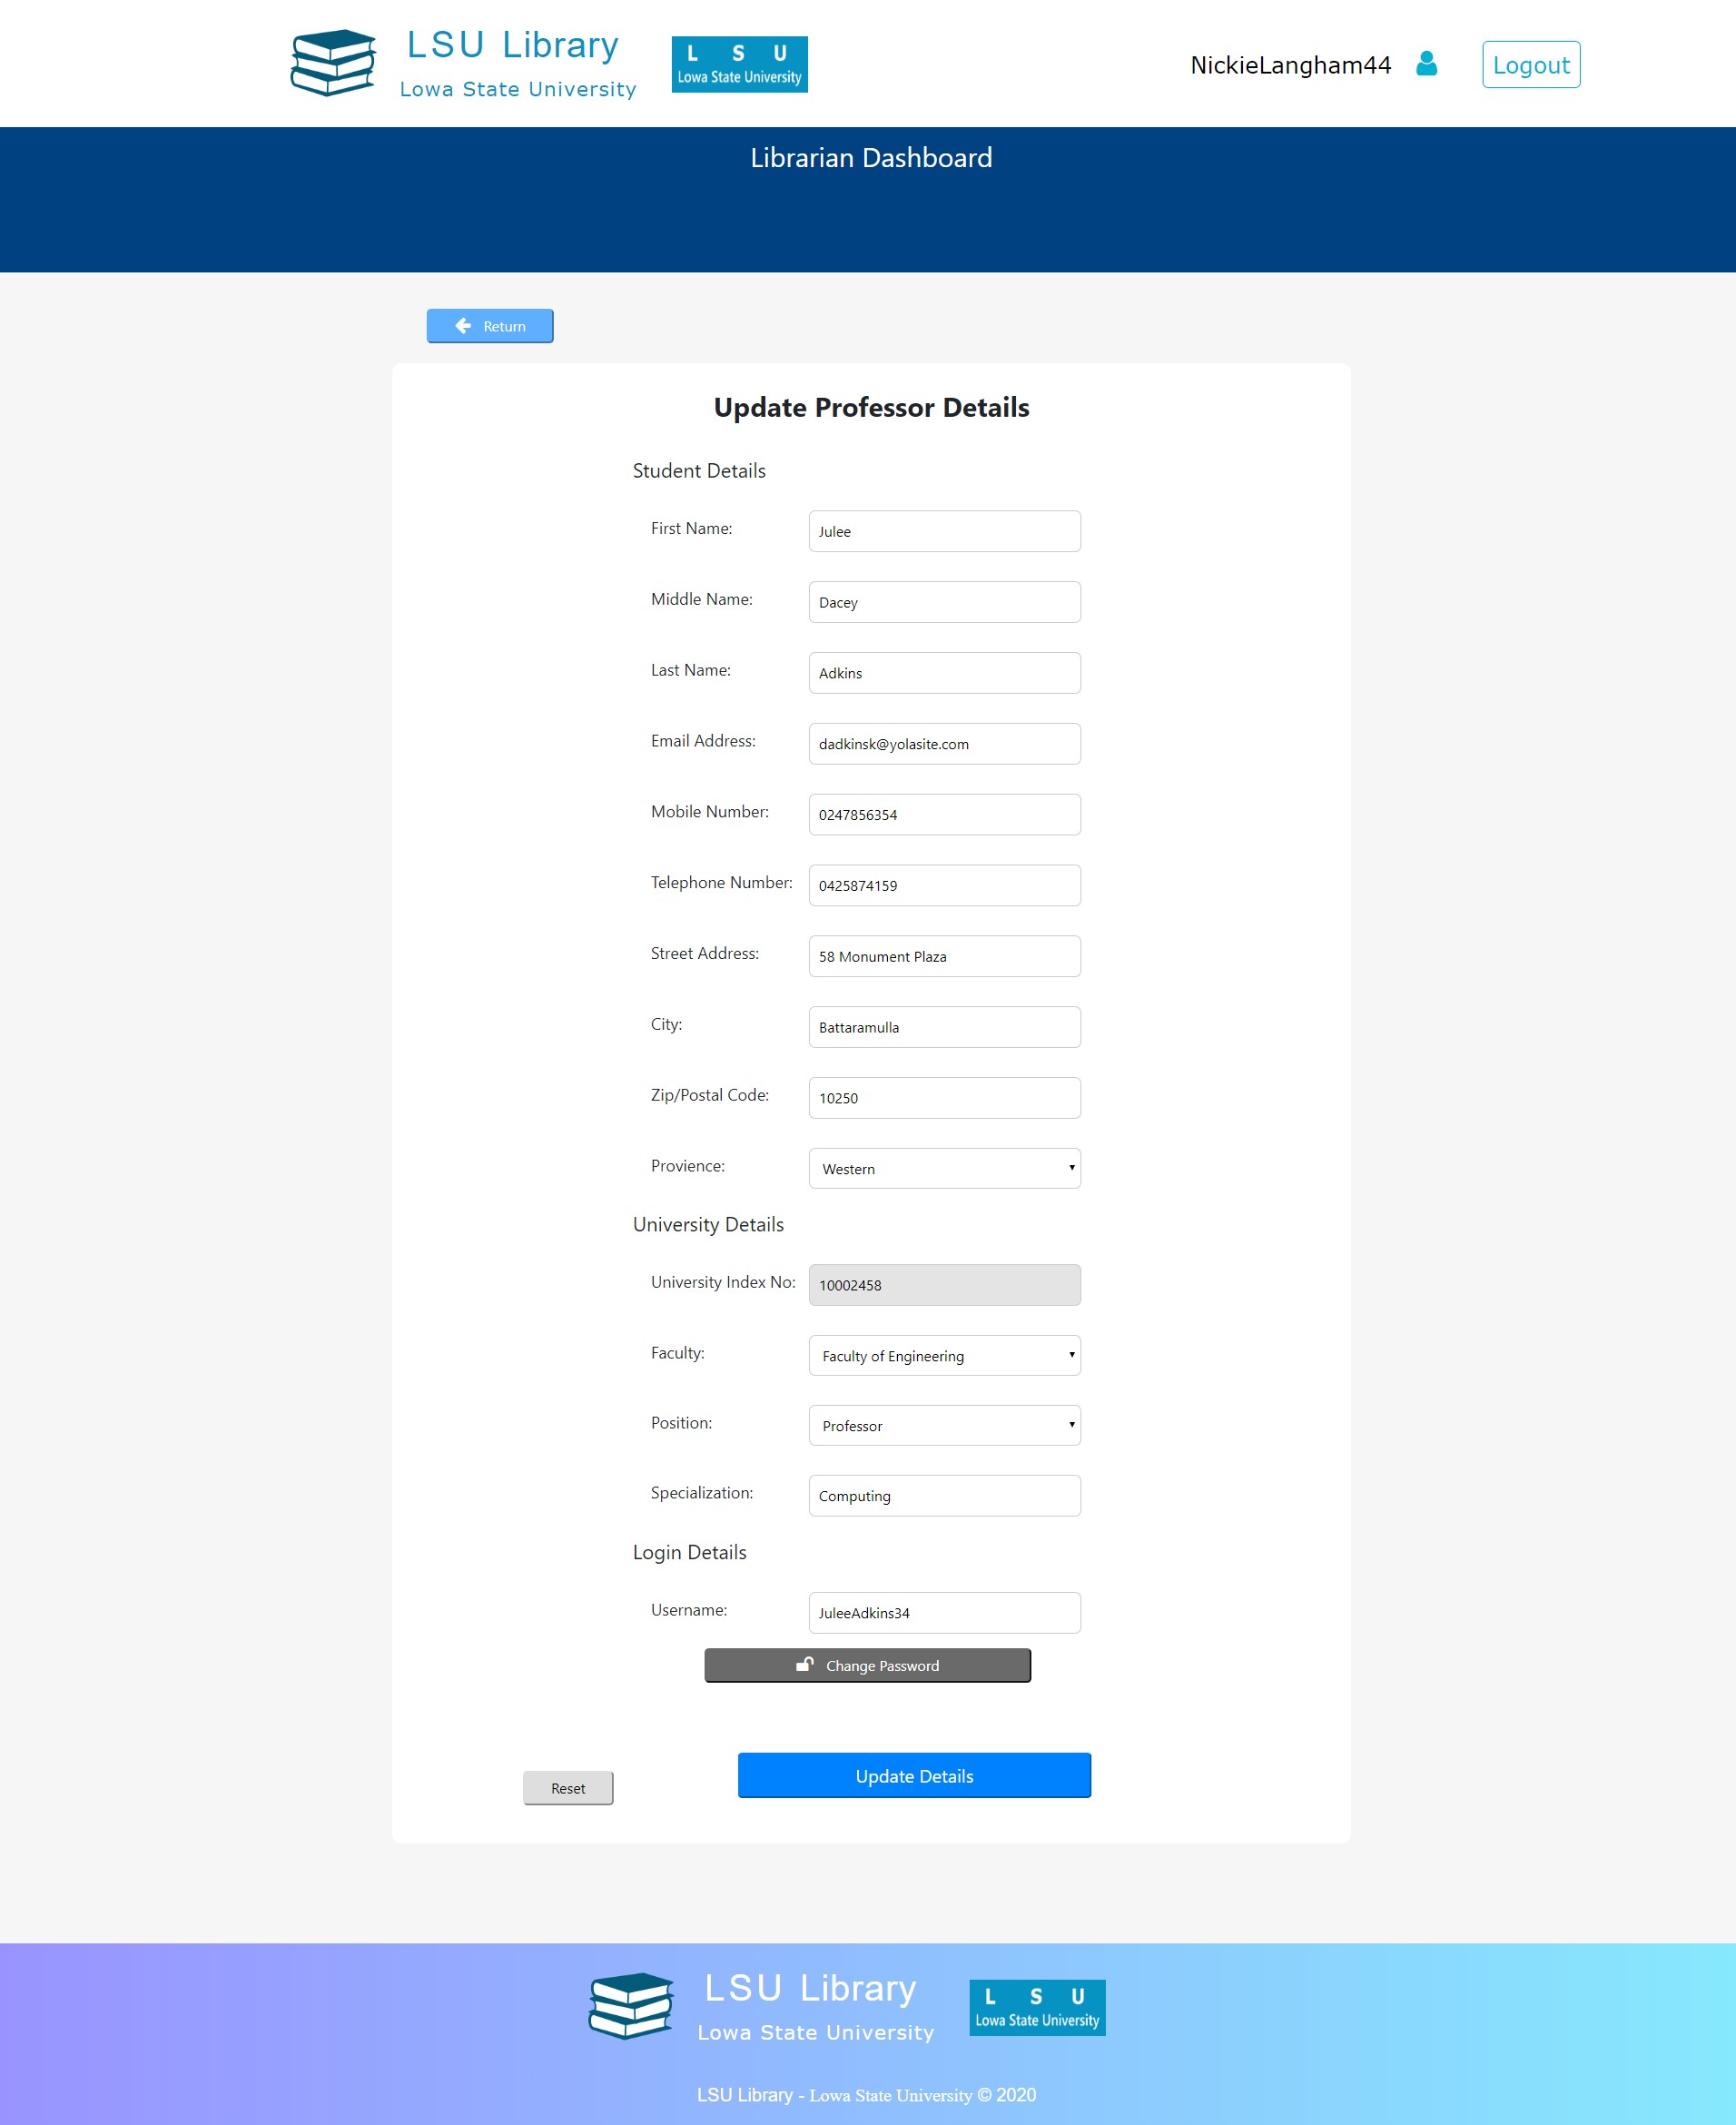 LSU Library
Lowa State University
L S U
Lowa State University
NickieLangham44
Logout
Librarian Dashboard
Return
Update Professor Details
Student Details
First Name: Julee
Middle Name: Dacey
Last Name: Adkins
Email Address: dadkinsk@yolasite.com
Mobile Number: 0247856354
Telephone Number: 0425874159
Street Address: 58 Monument Plaza
City: Battaramulla
Zip/Postal Code: 10250
Provience: Western
University Details
University Index No: 10002458
Faculty: Faculty of Engineering
Position: Professor
Specialization: Computing
Login Details
Username: JuleeAdkins34
Change Password
Update Details
Reset
LSU Library
Lowa State University
L S U
Lowa State University
LSU Library - Lowa State University © 2020